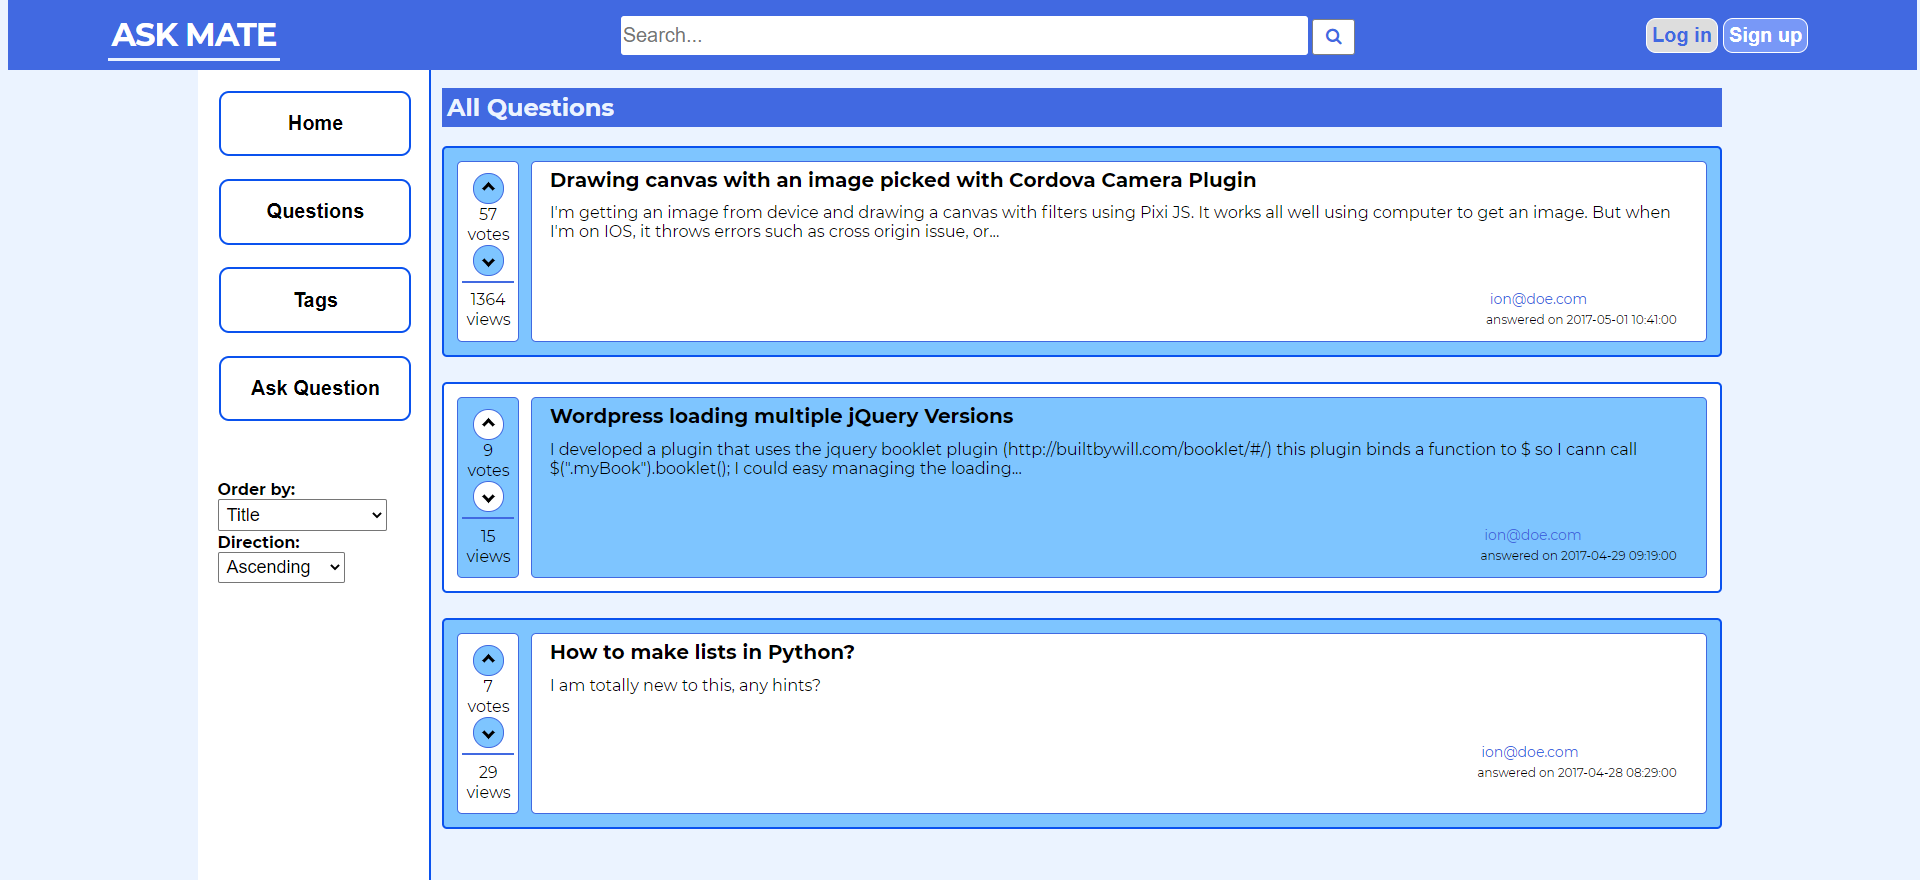 ASK MATE
Search...
Log in
Sign up
Home
Questions
Tags
Ask Question
Order by:
Title
Direction:
Ascending
All Questions
57
votes
1364
views
Drawing canvas with an image picked with Cordova Camera Plugin
I'm getting an image from device and drawing a canvas with filters using Pixi JS. It works all well using computer to get an image. But when
I'm on IOS, it throws errors such as cross origin issue, or...
ion@doe.com
answered on 2017-05-01 10:41:00
9
votes
15
views
Wordpress loading multiple jQuery Versions
I developed a plugin that uses the jquery booklet plugin (http://builtbywill.com/booklet/#/) this plugin binds a function to $ so I cann call
$(".myBook").booklet(); I could easy managing the loading...
ion@doe.com
answered on 2017-04-29 09:19:00
7
votes
29
views
How to make lists in Python?
I am totally new to this, any hints?
ion@doe.com
answered on 2017-04-28 08:29:00